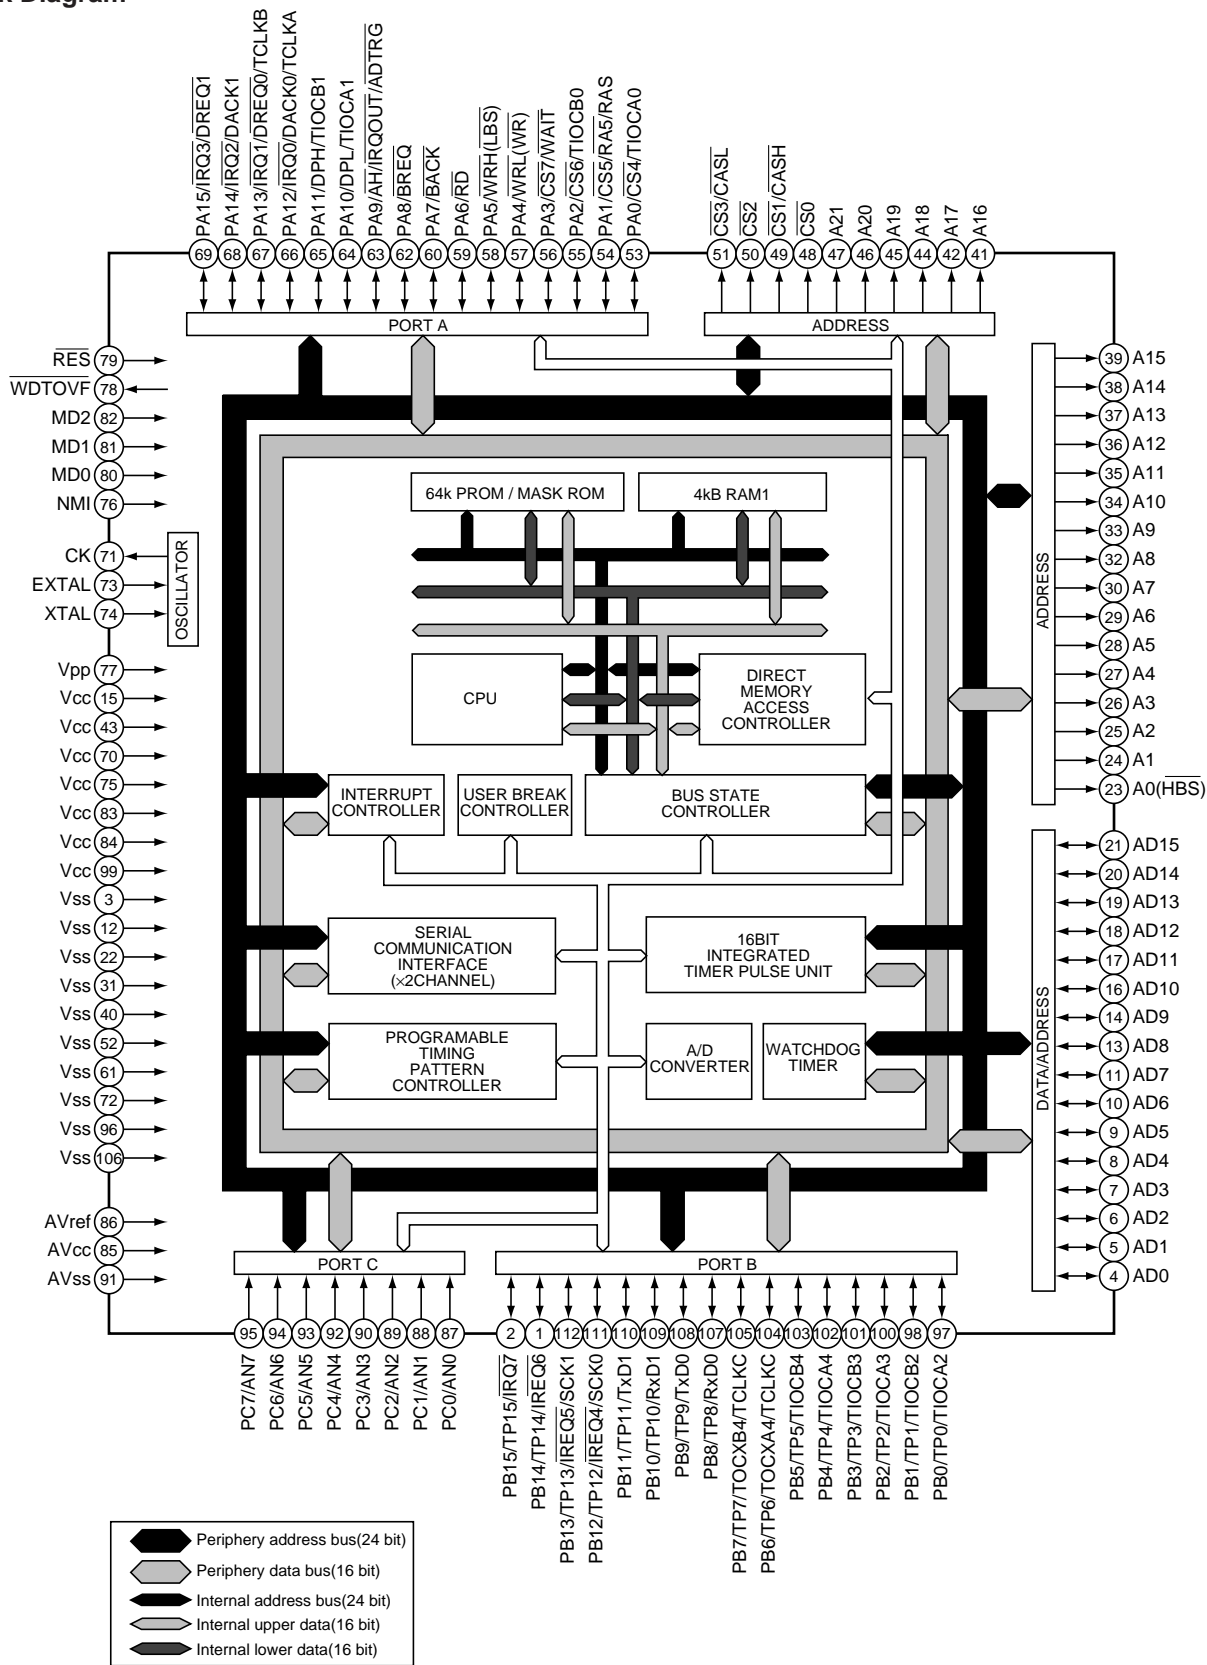 k Diagram
PA15/IRQ3/DREQ1
PA14/IRQ2/DACK1
PA13/IRQ1/DREQ0/TCLKB
PA12/IRQ0/DACK0/TCLKA
PA11/DPH/TIOCB1
PA10/DPL/TIOCA1
PA9/AH/IRQOUT/ADTRG
PA8/BREQ
PA7/BACK
PA6/RD
PA5/WRH(LBS)
PA4/WRL(WR)
PA3/CS7/WAIT
PA2/CS6/TIOCB0
PA1/CS5/RA5/RAS
PA0/CS4/TIOCA0
CS3/CASL
CS2
CS1/CASH
CS0
A21
A20
A19
A18
A17
A16
69 68 67 66 65 64 63 62 60 59 58 57 56 55 54 53
51 50 49 48 47 46 45 44 42 41
PORT A
ADDRESS
RES 79
WDTOVF 78
MD2 82
MD1 81
MD0 80
NMI 76
CK 71
EXTAL 73
XTAL 74
OSCILLATOR
Vpp 77
Vcc 15
Vcc 43
Vcc 70
Vcc 75
Vcc 83
Vcc 84
Vcc 99
Vss 3
Vss 12
Vss 22
Vss 31
Vss 40
Vss 52
Vss 61
Vss 72
Vss 96
Vss 106
AVref 86
AVcc 85
AVss 91
64k PROM / MASK ROM
4kB RAM1
CPU
DIRECT
MEMORY
ACCESS
CONTROLLER
INTERRUPT
CONTROLLER
USER BREAK
CONTROLLER
BUS STATE
CONTROLLER
SERIAL
COMMUNICATION
INTERFACE
(×2CHANNEL)
16BIT
INTEGRATED
TIMER PULSE UNIT
PROGRAMABLE
TIMING
PATTERN
CONTROLLER
A/D
CONVERTER
WATCHDOG
TIMER
ADDRESS
39 A15
38 A14
37 A13
36 A12
35 A11
34 A10
33 A9
32 A8
30 A7
29 A6
28 A5
27 A4
26 A3
25 A2
24 A1
23 A0(HBS)
DATA/ADDRESS
21 AD15
20 AD14
19 AD13
18 AD12
17 AD11
16 AD10
14 AD9
13 AD8
11 AD7
10 AD6
9 AD5
8 AD4
7 AD3
6 AD2
5 AD1
4 AD0
PORT C
PORT B
95 94 93 92 90 89 88 87
2 1 112 111 110 109 108 107 105 104 103 102 101 100 98 97
PC7/AN7
PC6/AN6
PC5/AN5
PC4/AN4
PC3/AN3
PC2/AN2
PC1/AN1
PC0/AN0
PB15/TP15/IRQ7
PB14/TP14/IREQ6
PB13/TP13/IREQ5/SCK1
PB12/TP12/IREQ4/SCK0
PB11/TP11/TxD1
PB10/TP10/RxD1
PB9/TP9/TxD0
PB8/TP8/RxD0
PB7/TP7/TOCXB4/TCLKC
PB6/TP6/TOCXA4/TCLKC
PB5/TP5/TIOCB4
PB4/TP4/TIOCA4
PB3/TP3/TIOCB3
PB2/TP2/TIOCA3
PB1/TP1/TIOCB2
PB0/TP0/TIOCA2
Periphery address bus(24 bit)
Periphery data bus(16 bit)
Internal address bus(24 bit)
Internal upper data(16 bit)
Internal lower data(16 bit)